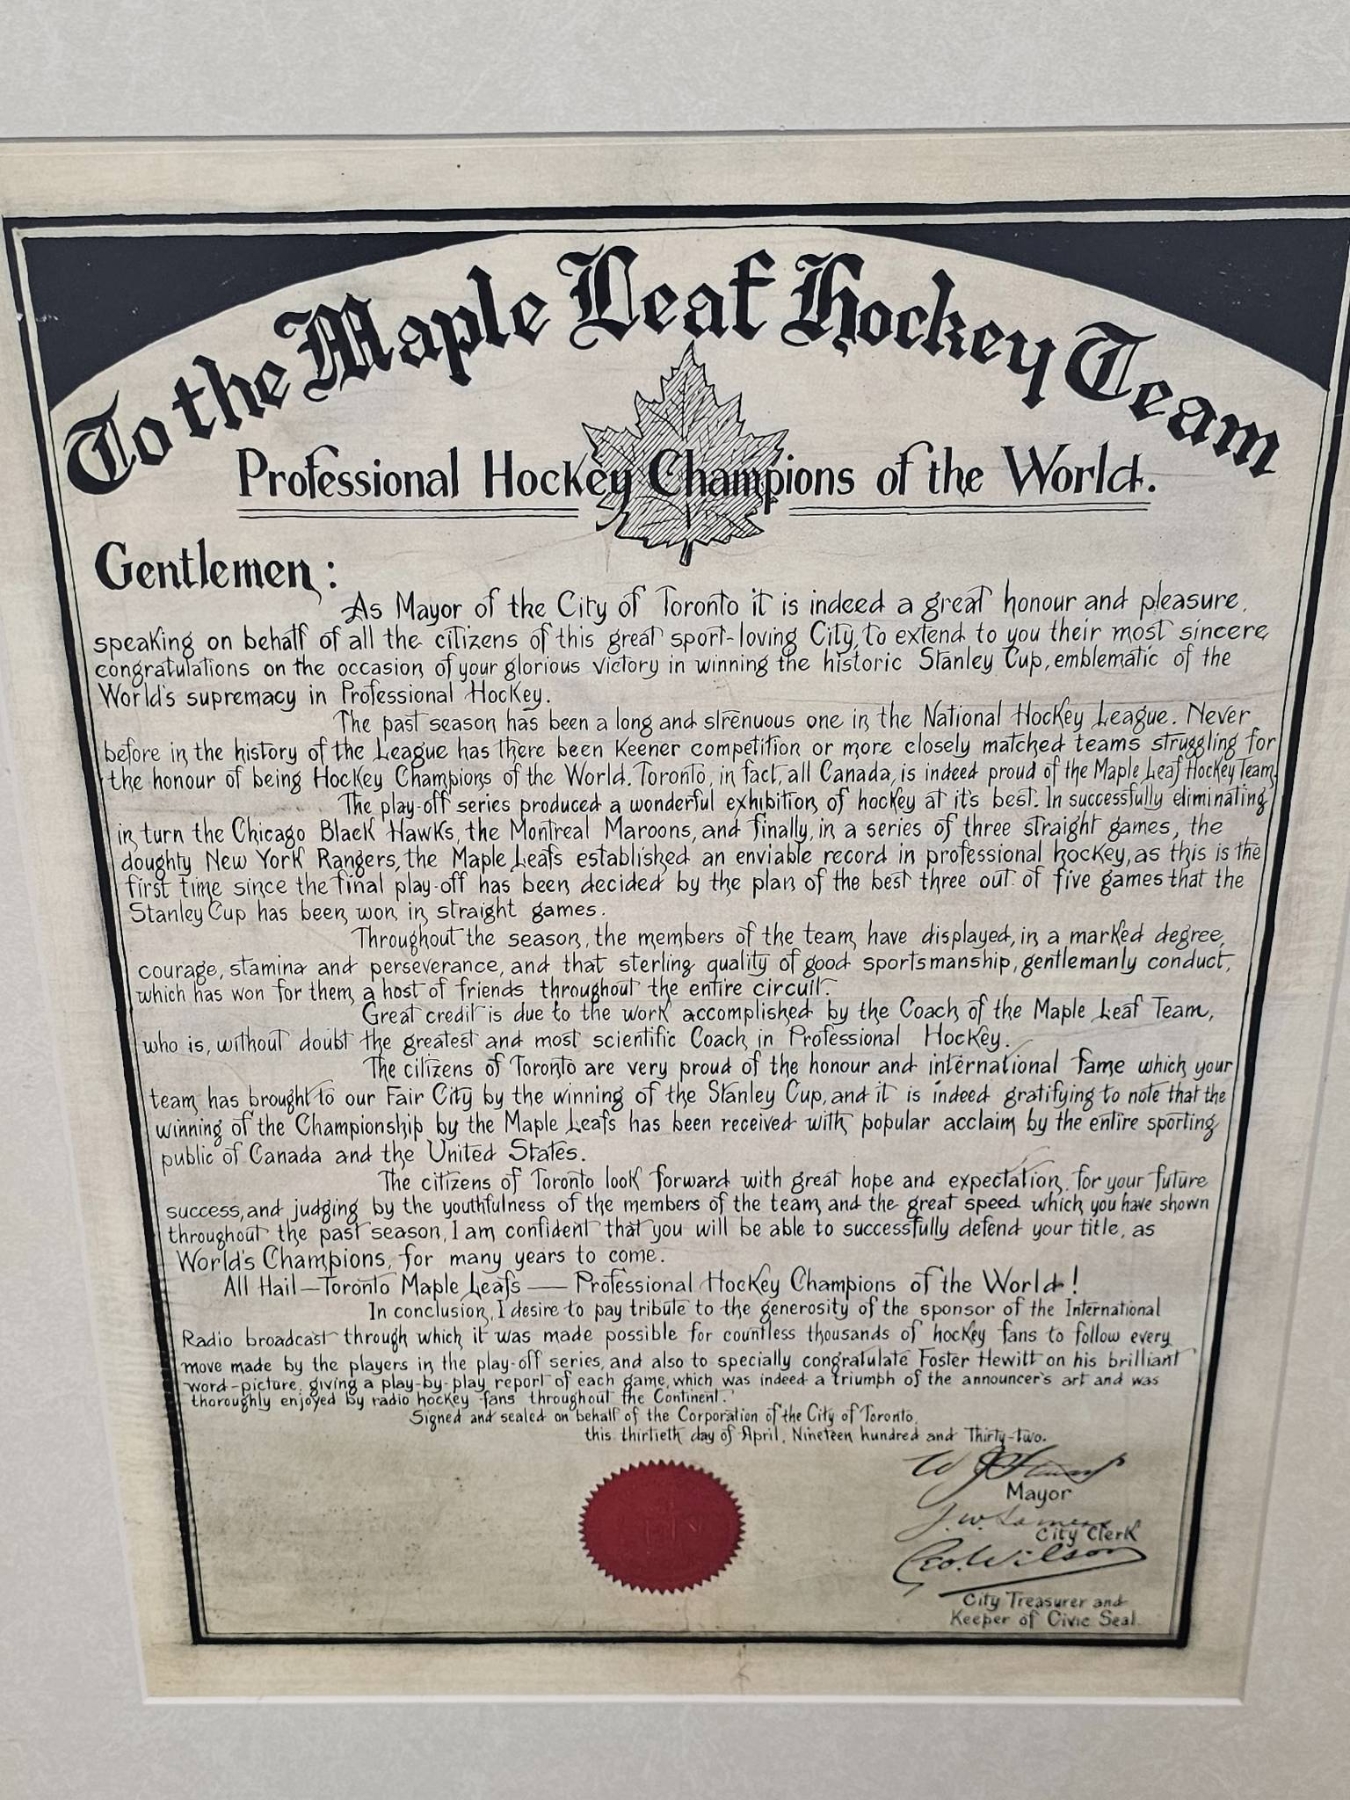 To the Maple Leaf Hockey Team
Professional Hockey Champions of the World.
Gentlemen:
As Mayor of the City of Toronto it is indeed a great honour and pleasure,
speaking on behalf of all the citizens of this great sport-loving City, to extend to you their most sincere
congratulations on the occasion of your glorious victory in winning the historic Stanley Cup, emblematic of the
World's supremacy in Professional Hockey.
The past season has been a long and strenuous one in the National Hockey League. Never
before in the history of the League has there been keener competition or more closely matched teams struggling for
the honour of being Hockey Champions of the World. Toronto, in fact, all Canada, is indeed proud of the Maple Leaf Hockey Team.
The play-off series produced a wonderful exhibition of hockey at it's best. In successfully eliminating
in turn the Chicago Black Hawks, the Montreal Maroons, and finally, in a series of three straight games, the
doughty New York Rangers, the Maple Leafs established an enviable record in professional hockey, as this is the
first time since the final play-off has been decided by the plan of the best three out of five games that the
Stanley Cup has been won in straight games.
Throughout the season, the members of the team have displayed, in a marked degree,
courage, stamina and perseverance, and that sterling quality of good sportsmanship, gentlemanly conduct,
which has won for them a host of friends throughout the entire circuit.
Great credit is due to the work accomplished by the Coach of the Maple Leaf Team,
who is, without doubt the greatest and most scientific Coach in Professional Hockey.
The citizens of Toronto are very proud of the honour and international fame which your
team has brought to our Fair City by the winning of the Stanley Cup, and it is indeed gratifying to note that the
winning of the Championship by the Maple Leafs has been received with popular acclaim by the entire sporting
public of Canada and the United States.
The citizens of Toronto look forward with great hope and expectation for your future
success, and judging by the youthfulness of the members of the team and the great speed which you have shown
throughout the past season, I am confident that you will be able to successfully defend your title, as
World's Champions, for many years to come.
All Hail—Toronto Maple Leafs — Professional Hockey Champions of the World!
In conclusion, I desire to pay tribute to the generosity of the sponsor of the International
Radio broadcast through which it was made possible for countless thousands of hockey fans to follow every
move made by the players in the play-off series, and also to specially congratulate Foster Hewitt on his brilliant
word-picture, giving a play-by-play report of each game, which was indeed a triumph of the announcer's art and was
thoroughly enjoyed by radio hockey fans throughout the Continent.
Signed and sealed on behalf of the Corporation of the City of Toronto,
this thirtieth day of April, Nineteen hundred and Thirty-two.
W J Stewart
Mayor
J. W. Somers
City Clerk
Geo. Wilson
City Treasurer and
Keeper of Civic Seal.